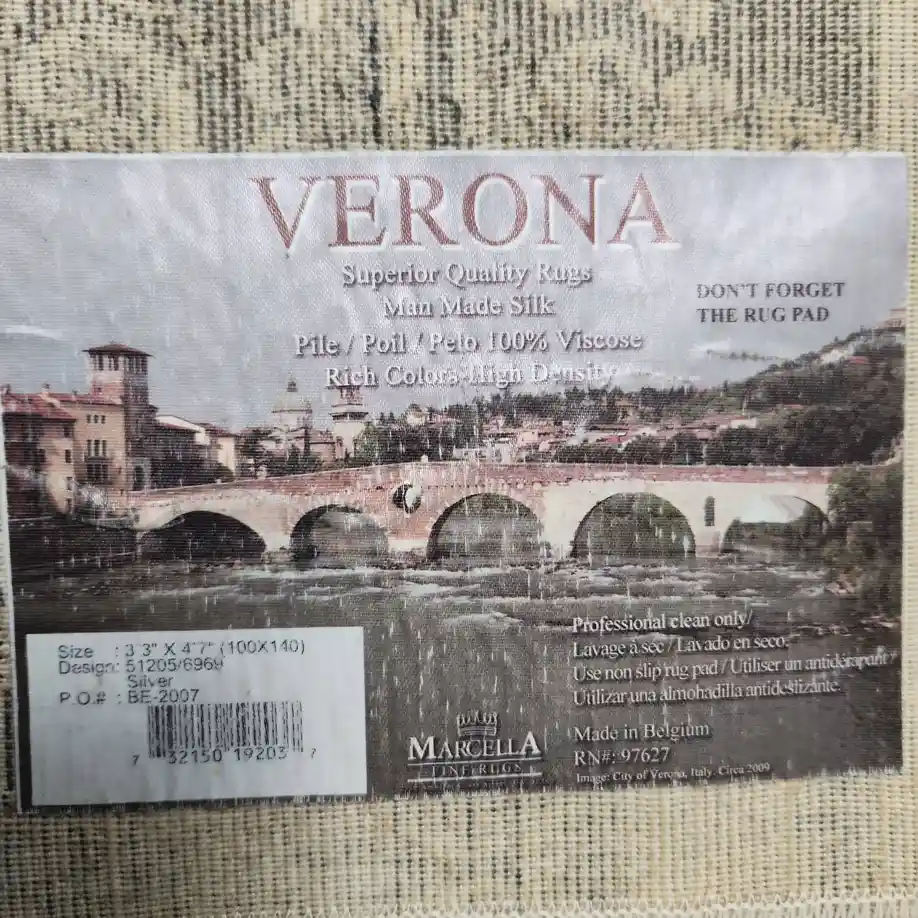 VERONA
Superior Quality Rugs
Man Made Silk
Pile / Poil / Pelo 100% Viscose
Rich Colors-High Density
DON'T FORGET
THE RUG PAD
Professional clean only/
Lavage à sec / Lavado en seco.
Use non slip rug pad / Utiliser un antidérapant/
Utilizar una almohadilla antideslizante.
Made in Belgium
RN#: 97627
Image: City of Verona, Italy. Circa 2009
MARCELLA
FINE RUGS
Size : 3 3" X 4'7" (100X140)
Design: 51205/6969
Silver
P.O.# : BE-2007
7 32150 19203 7